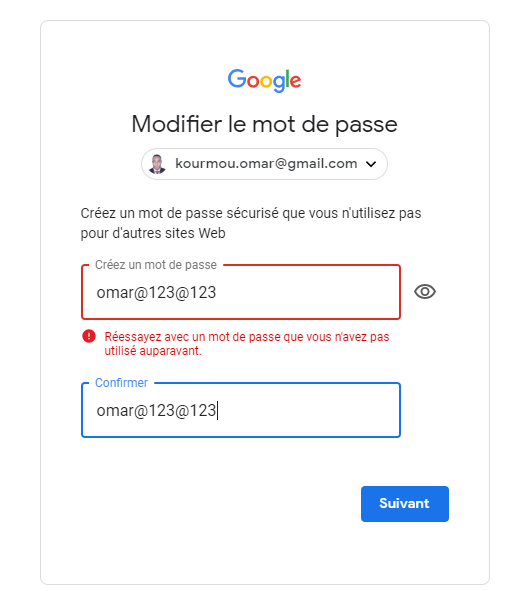 Google
Modifier le mot de passe
kourmou.omar@gmail.com
Créez un mot de passe sécurisé que vous n'utilisez pas
pour d'autres sites Web
Créez un mot de passe
omar@123@123
Réessayez avec un mot de passe que vous n'avez pas
utilisé auparavant.
Confirmer
omar@123@123
Suivant